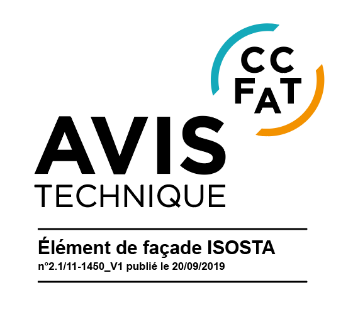 CC
FAT
AVIS
TECHNIQUE
Élément de façade ISOSTA
n°2.1/11-1450_V1 publié le 20/09/2019